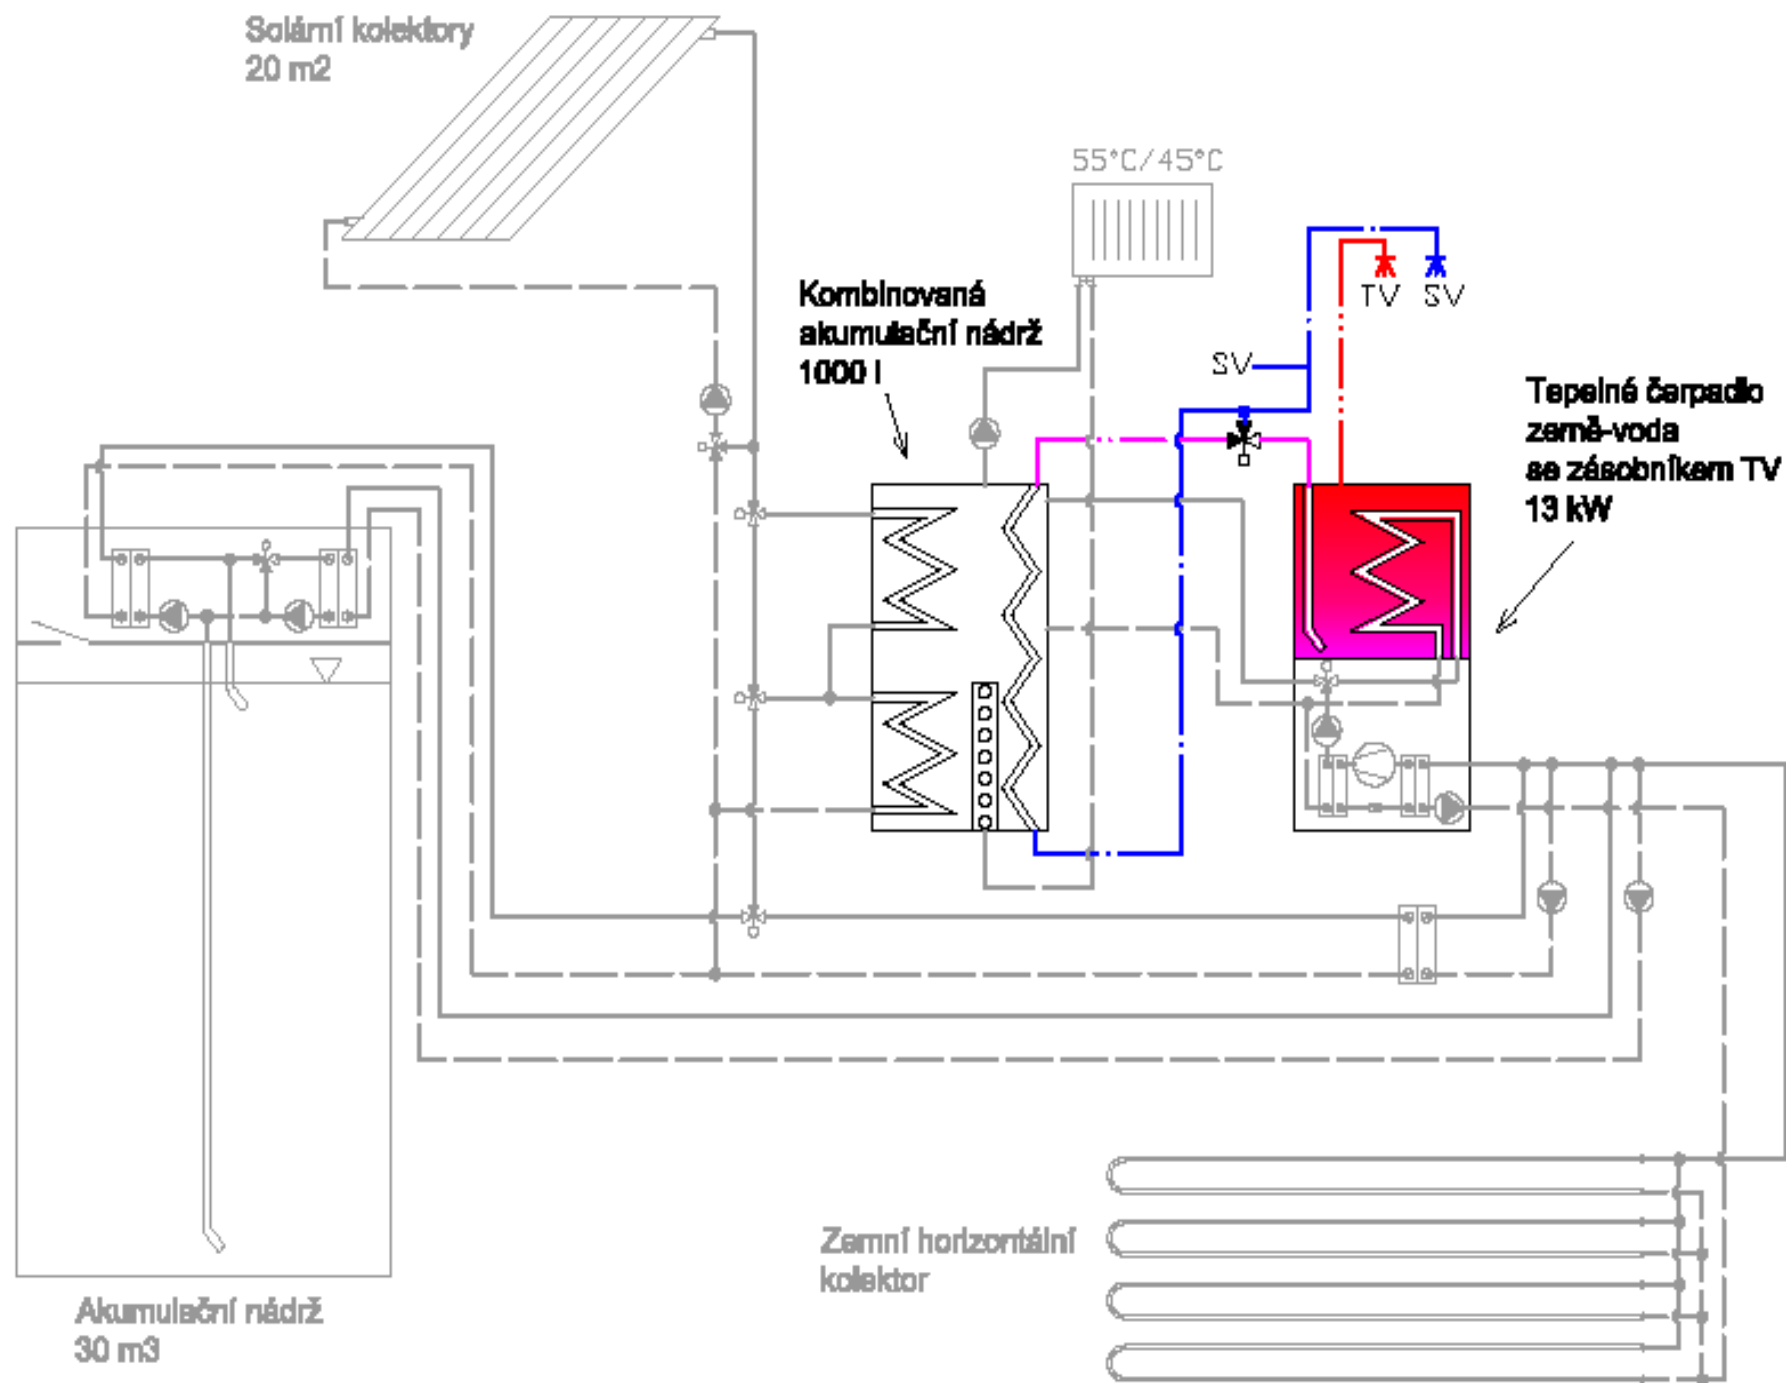 Solární kolektory
20 m2
55°C/45°C
Kombinovaná
akumulační nádrž
1000 l
TV SV
SV
Tepelné čerpadlo
země-voda
se zásobníkem TV
13 kW
Zemní horizontální
kolektor
Akumulační nádrž
30 m3